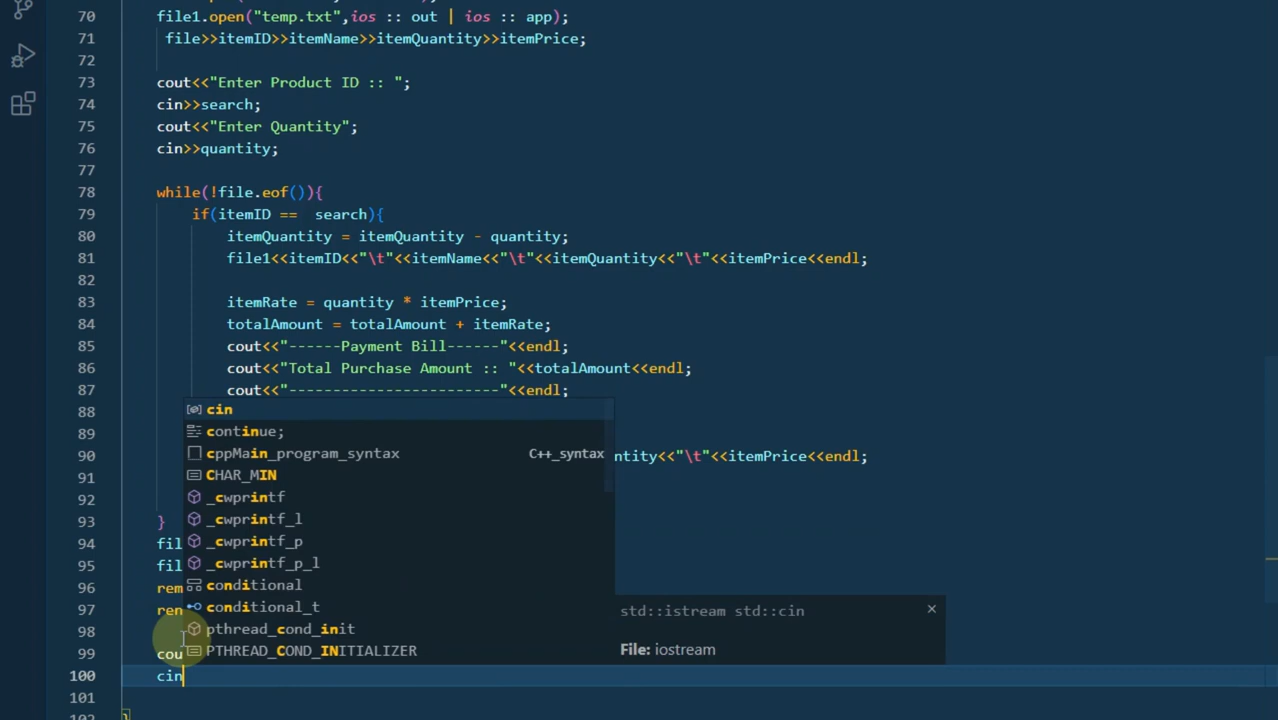 70 file1.open("temp.txt",ios :: out | ios :: app);
71 file>>itemID>>itemName>>itemQuantity>>itemPrice;
72
73 cout<<"Enter Product ID :: ";
74 cin>>search;
75 cout<<"Enter Quantity";
76 cin>>quantity;
77
78 while(!file.eof()){
79 if(itemID == search){
80 itemQuantity = itemQuantity - quantity;
81 file1<<itemID<<"\t"<<itemName<<"\t"<<itemQuantity<<"\t"<<itemPrice<<endl;
82
83 itemRate = quantity * itemPrice;
84 totalAmount = totalAmount + itemRate;
85 cout<<"------Payment Bill------"<<endl;
86 cout<<"Total Purchase Amount :: "<<totalAmount<<endl;
87 cout<<"------------------------"<<endl;
88 cin
89 continue;
90 cppMain_program_syntax C++_syntax ntity<<"\t"<<itemPrice<<endl;
91 CHAR_MIN
92 _cwprintf
93 } _cwprintf_l
94 fil _cwprintf_p
95 fil _cwprintf_p_l
96 rem conditional
97 ren conditional_t std::istream std::cin
98 pthread_cond_init
99 cou PTHREAD_COND_INITIALIZER File: iostream
100 cin
101
102 }